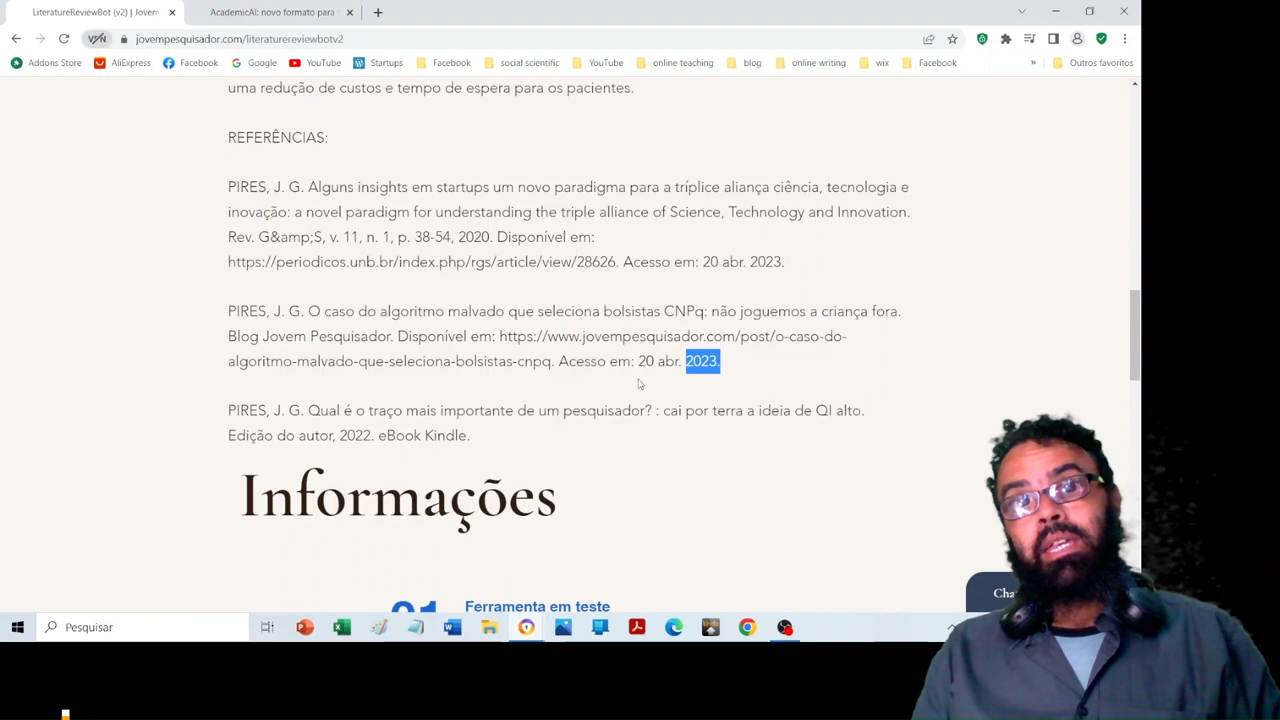 LiteratureReviewBot (v2) | Jovem
AcademicAI: novo formato para
VPN
jovempesquisador.com/literaturereviewbotv2
Addons Store
AliExpress
Facebook
Google
YouTube
Startups
Facebook
social scientific
YouTube
online teaching
blog
online writing
wix
Facebook
»
Outros favoritos
uma redução de custos e tempo de espera para os pacientes.
REFERÊNCIAS:
PIRES, J. G. Alguns insights em startups um novo paradigma para a tríplice aliança ciência, tecnologia e
inovação: a novel paradigm for understanding the triple alliance of Science, Technology and Innovation.
Rev. G&amp;S, v. 11, n. 1, p. 38-54, 2020. Disponível em:
https://periodicos.unb.br/index.php/rgs/article/view/28626. Acesso em: 20 abr. 2023.
PIRES, J. G. O caso do algoritmo malvado que seleciona bolsistas CNPq: não joguemos a criança fora.
Blog Jovem Pesquisador. Disponível em: https://www.jovempesquisador.com/post/o-caso-do-
algoritmo-malvado-que-seleciona-bolsistas-cnpq. Acesso em: 20 abr. 2023.
PIRES, J. G. Qual é o traço mais importante de um pesquisador? : cai por terra a ideia de QI alto.
Edição do autor, 2022. eBook Kindle.
Informações
01
Ferramenta em teste
Pesquisar